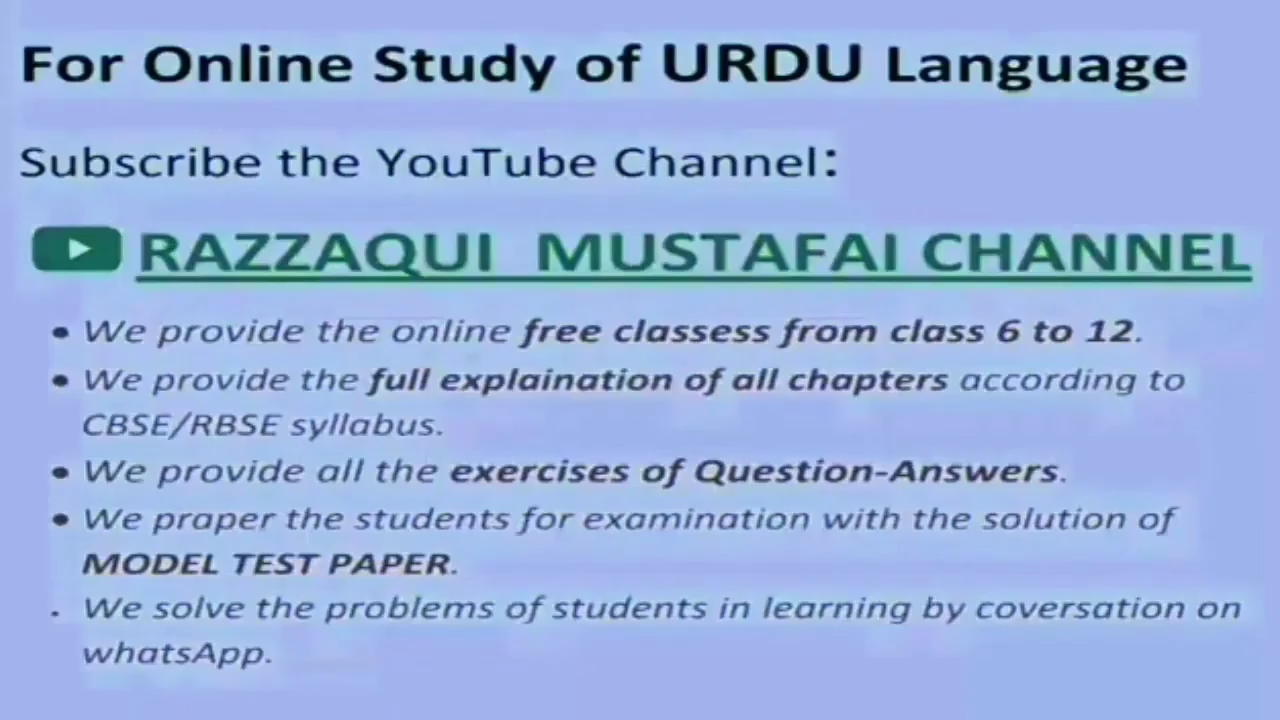 For Online Study of URDU Language
Subscribe the YouTube Channel:
RAZZAQUI MUSTAFAI CHANNEL
• We provide the online free classess from class 6 to 12.
• We provide the full explaination of all chapters according to
CBSE/RBSE syllabus.
• We provide all the exercises of Question-Answers.
• We praper the students for examination with the solution of
MODEL TEST PAPER.
. We solve the problems of students in learning by coversation on
whatsApp.